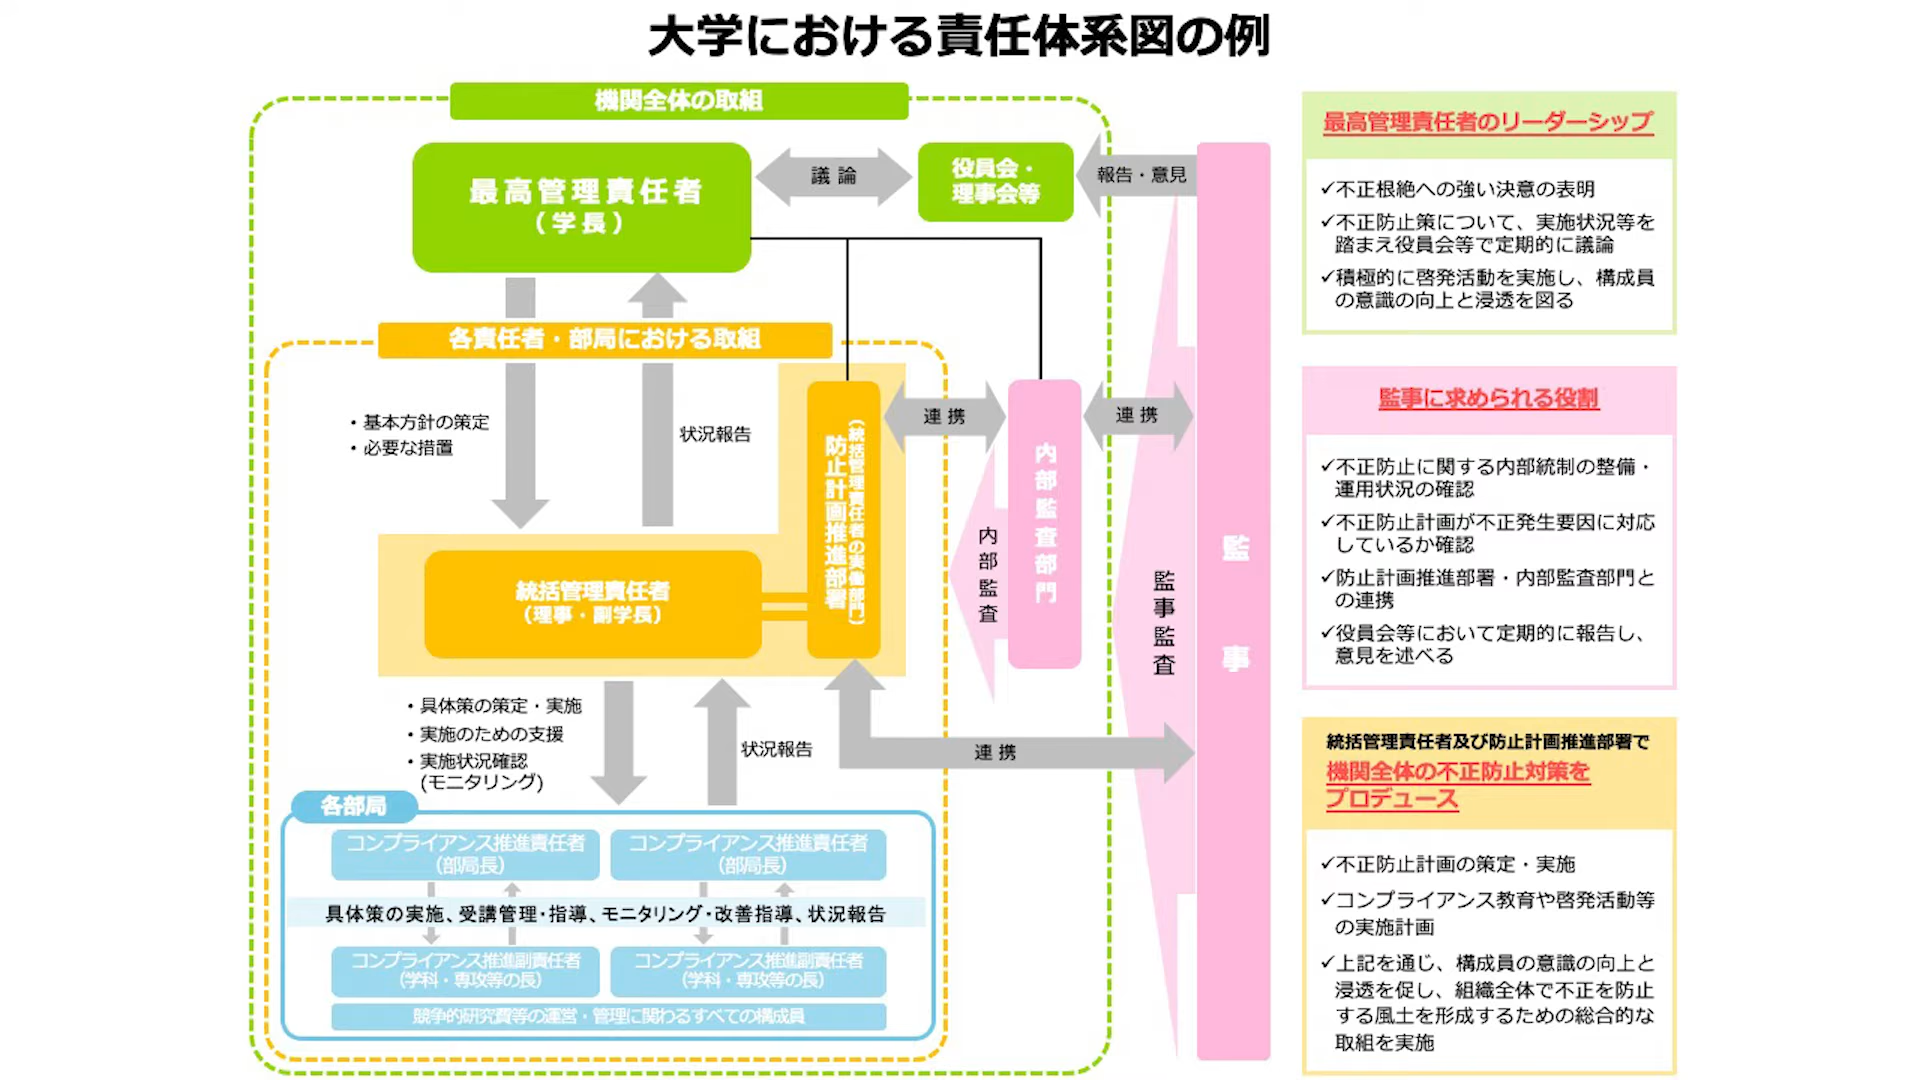 大学における責任体系図の例
機関全体の取組
最高管理責任者
（学長）
議論
役員会・
理事会等
報告・意見
各責任者・部局における取組
・基本方針の策定
・必要な措置
状況報告
防止計画推進部署
（統括管理責任者の実働部門）
連携
内部監査部門
連携
内部監査
監事監査
監事
統括管理責任者
（理事・副学長）
・具体策の策定・実施
・実施のための支援
・実施状況確認
(モニタリング)
状況報告
連携
各部局
コンプライアンス推進責任者
（部局長）
コンプライアンス推進責任者
（部局長）
具体策の実施、受講管理・指導、モニタリング・改善指導、状況報告
コンプライアンス推進副責任者
（学科・専攻等の長）
コンプライアンス推進副責任者
（学科・専攻等の長）
競争的研究費等の運営・管理に関わるすべての構成員
最高管理責任者のリーダーシップ
✓不正根絶への強い決意の表明
✓不正防止策について、実施状況等を
踏まえ役員会等で定期的に議論
✓積極的に啓発活動を実施し、構成員
の意識の向上と浸透を図る
監事に求められる役割
✓不正防止に関する内部統制の整備・
運用状況の確認
✓不正防止計画が不正発生要因に対応
しているか確認
✓防止計画推進部署・内部監査部門と
の連携
✓役員会等において定期的に報告し、
意見を述べる
統括管理責任者及び防止計画推進部署で
機関全体の不正防止対策を
プロデュース
✓不正防止計画の策定・実施
✓コンプライアンス教育や啓発活動等
の実施計画
✓上記を通じ、構成員の意識の向上と
浸透を促し、組織全体で不正を防止
する風土を形成するための総合的な
取組を実施